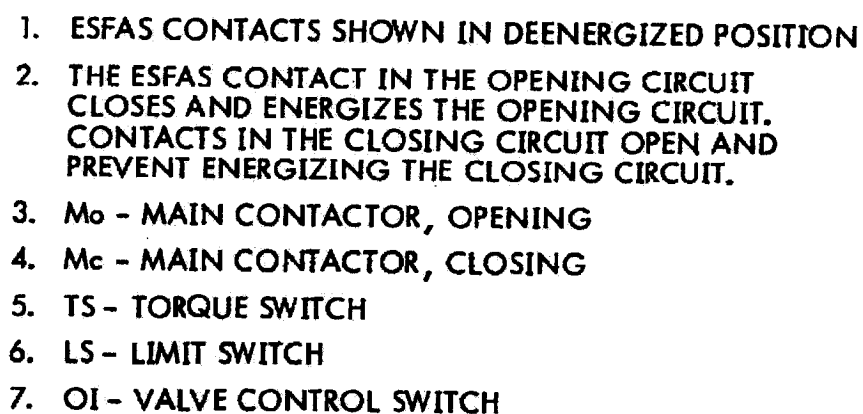 1. ESFAS CONTACTS SHOWN IN DEENERGIZED POSITION
2. THE ESFAS CONTACT IN THE OPENING CIRCUIT
CLOSES AND ENERGIZES THE OPENING CIRCUIT.
CONTACTS IN THE CLOSING CIRCUIT OPEN AND
PREVENT ENERGIZING THE CLOSING CIRCUIT.
3. Mo - MAIN CONTACTOR, OPENING
4. Mc - MAIN CONTACTOR, CLOSING
5. TS - TORQUE SWITCH
6. LS - LIMIT SWITCH
7. OI - VALVE CONTROL SWITCH